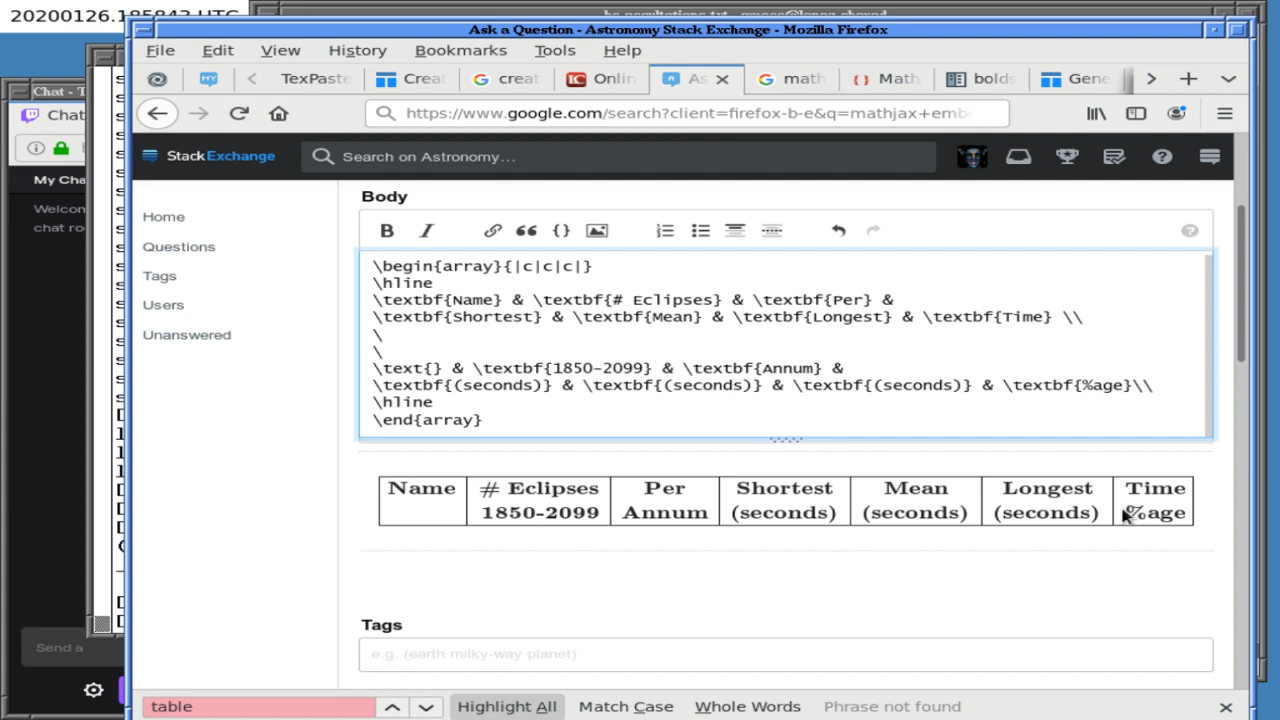 20200126.185843 UTC
Ask a Question - Astronomy Stack Exchange - Mozilla Firefox
File Edit View History Bookmarks Tools Help
TexPaste Creat Onlin As math Math bolds Gene
https://www.google.com/search?client=firefox-b-e&q=mathjax+emb
Chat - T
Chat
My Cha
Welcon
chat ro
Send a
StackExchange Search on Astronomy...
Home
Questions
Tags
Users
Unanswered
Body
B I
\begin{array}{|c|c|c|}
\hline
\textbf{Name} & \textbf{# Eclipses} & \textbf{Per} &
\textbf{Shortest} & \textbf{Mean} & \textbf{Longest} & \textbf{Time} \\
\
\
\text{} & \textbf{1850-2099} & \textbf{Annum} &
\textbf{(seconds)} & \textbf{(seconds)} & \textbf{(seconds)} & \textbf{%age}\\
\hline
\end{array}
Name # Eclipses Per Shortest Mean Longest Time
1850-2099 Annum (seconds) (seconds) (seconds) %age
Tags
e.g. (earth milky-way planet)
table Highlight All Match Case Whole Words Phrase not found